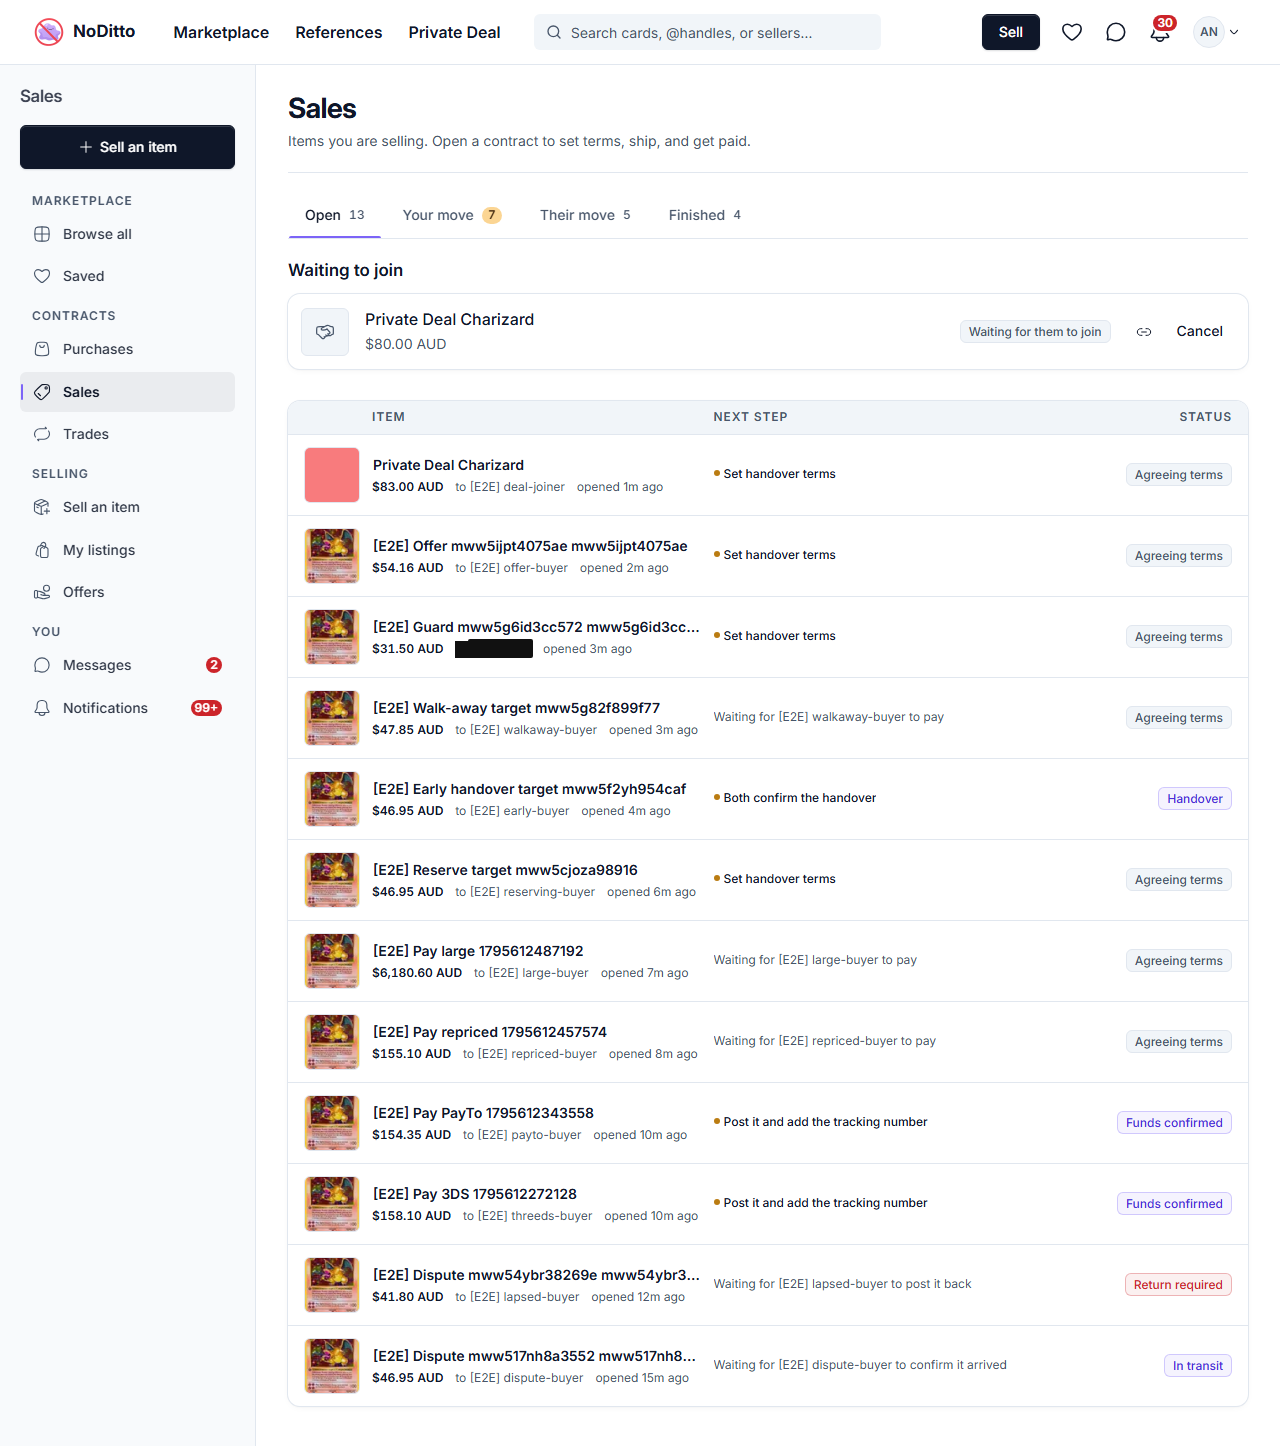 NoDitto
Marketplace
References
Private Deal
Search cards, @handles, or sellers...
Sell
30
AN
Sales
Sell an item
MARKETPLACE
Browse all
Saved
CONTRACTS
Purchases
Sales
Trades
SELLING
Sell an item
My listings
Offers
YOU
Messages 2
Notifications 99+
Sales
Items you are selling. Open a contract to set terms, ship, and get paid.
Open 13
Your move 7
Their move 5
Finished 4
Waiting to join
Private Deal Charizard
$80.00 AUD
Waiting for them to join
Cancel
ITEM NEXT STEP STATUS
Private Deal Charizard
$83.00 AUD to [E2E] deal-joiner opened 1m ago
Set handover terms
Agreeing terms
[E2E] Offer mww5ijpt4075ae mww5ijpt4075ae
$54.16 AUD to [E2E] offer-buyer opened 2m ago
Set handover terms
Agreeing terms
[E2E] Guard mww5g6id3cc572 mww5g6id3cc...
$31.50 AUD opened 3m ago
Set handover terms
Agreeing terms
[E2E] Walk-away target mww5g82f899f77
$47.85 AUD to [E2E] walkaway-buyer opened 3m ago
Waiting for [E2E] walkaway-buyer to pay
Agreeing terms
[E2E] Early handover target mww5f2yh954caf
$46.95 AUD to [E2E] early-buyer opened 4m ago
Both confirm the handover
Handover
[E2E] Reserve target mww5cjoza98916
$46.95 AUD to [E2E] reserving-buyer opened 6m ago
Set handover terms
Agreeing terms
[E2E] Pay large 1795612487192
$6,180.60 AUD to [E2E] large-buyer opened 7m ago
Waiting for [E2E] large-buyer to pay
Agreeing terms
[E2E] Pay repriced 1795612457574
$155.10 AUD to [E2E] repriced-buyer opened 8m ago
Waiting for [E2E] repriced-buyer to pay
Agreeing terms
[E2E] Pay PayTo 1795612343558
$154.35 AUD to [E2E] payto-buyer opened 10m ago
Post it and add the tracking number
Funds confirmed
[E2E] Pay 3DS 1795612272128
$158.10 AUD to [E2E] threeds-buyer opened 10m ago
Post it and add the tracking number
Funds confirmed
[E2E] Dispute mww54ybr38269e mww54ybr3...
$41.80 AUD to [E2E] lapsed-buyer opened 12m ago
Waiting for [E2E] lapsed-buyer to post it back
Return required
[E2E] Dispute mww517nh8a3552 mww517nh8...
$46.95 AUD to [E2E] dispute-buyer opened 15m ago
Waiting for [E2E] dispute-buyer to confirm it arrived
In transit